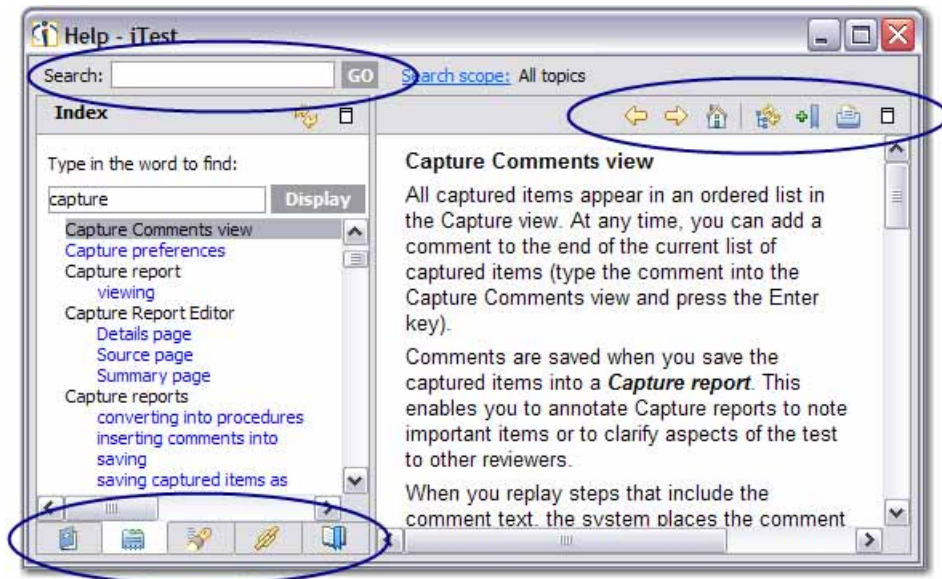 Help - iTest
Search:
GO
Search scope: All topics
Index
Type in the word to find:
capture
Display
Capture Comments view
Capture preferences
Capture report
viewing
Capture Report Editor
Details page
Source page
Summary page
Capture reports
converting into procedures
inserting comments into
saving
saving captured items as
Capture Comments view
All captured items appear in an ordered list in
the Capture view. At any time, you can add a
comment to the end of the current list of
captured items (type the comment into the
Capture Comments view and press the Enter
key).
Comments are saved when you save the
captured items into a Capture report. This
enables you to annotate Capture reports to note
important items or to clarify aspects of the test
to other reviewers.
When you replay steps that include the
comment text, the system places the comment